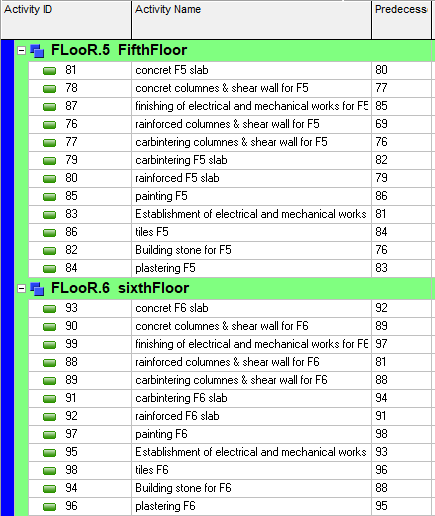 Activity ID Activity Name Predecess
FLooR.5 FifthFloor
81 concret F5 slab 80
78 concret columnes & shear wall for F5 77
87 finishing of electrical and mechanical works for F5 85
76 rainforced columnes & shear wall for F5 69
77 carbintering columnes & shear wall for F5 76
79 carbintering F5 slab 82
80 rainforced F5 slab 79
85 painting F5 86
83 Establishment of electrical and mechanical works 81
86 tiles F5 84
82 Building stone for F5 76
84 plastering F5 83
FLooR.6 sixthFloor
93 concret F6 slab 92
90 concret columnes & shear wall for F6 89
99 finishing of electrical and mechanical works for F6 97
88 rainforced columnes & shear wall for F6 81
89 carbintering columnes & shear wall for F6 88
91 carbintering F6 slab 94
92 rainforced F6 slab 91
97 painting F6 98
95 Establishment of electrical and mechanical works 93
98 tiles F6 96
94 Building stone for F6 88
96 plastering F6 95